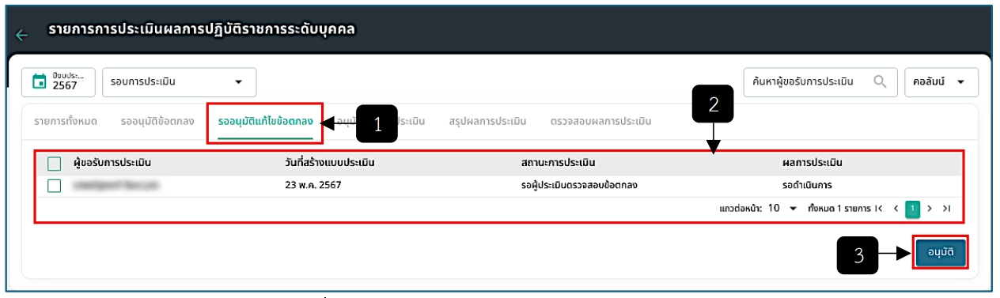 รายการการประเมินผลการปฏิบัติราชการระดับบุคคล
ปีงบประ...
2567
รอบการประเมิน
ค้นหาผู้ขอรับการประเมิน
คอลัมน์
2
รายการทั้งหมด รออนุมัติข้อตกลง รออนุมัติแก้ไขข้อตกลง 1 ประเมิน สรุปผลการประเมิน ตรวจสอบผลการประเมิน
ผู้ขอรับการประเมิน วันที่สร้างแบบประเมิน สถานะการประเมิน ผลการประเมิน
23 พ.ค. 2567 รอผู้ประเมินตรวจสอบข้อตกลง รอดำเนินการ
แถวต่อหน้า: 10 ทั้งหมด 1 รายการ 1
3 อนุมัติ